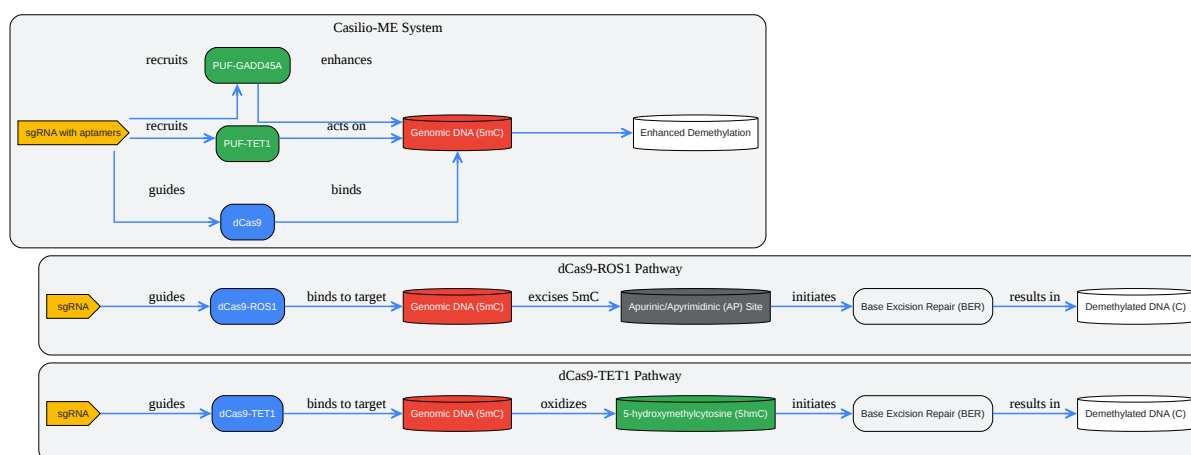 Casilio-ME System
recruits
PUF-GADD45A
enhances
sgRNA with aptamers
recruits
PUF-TET1
acts on
Genomic DNA (5mC)
Enhanced Demethylation
guides
dCas9
binds
dCas9-ROS1 Pathway
sgRNA
guides
dCas9-ROS1
binds to target
Genomic DNA (5mC)
excises 5mC
Apurinic/Apyrimidinic (AP) Site
initiates
Base Excision Repair (BER)
results in
Demethylated DNA (C)
dCas9-TET1 Pathway
sgRNA
guides
dCas9-TET1
binds to target
Genomic DNA (5mC)
oxidizes
5-hydroxymethylcytosine (5hmC)
initiates
Base Excision Repair (BER)
results in
Demethylated DNA (C)